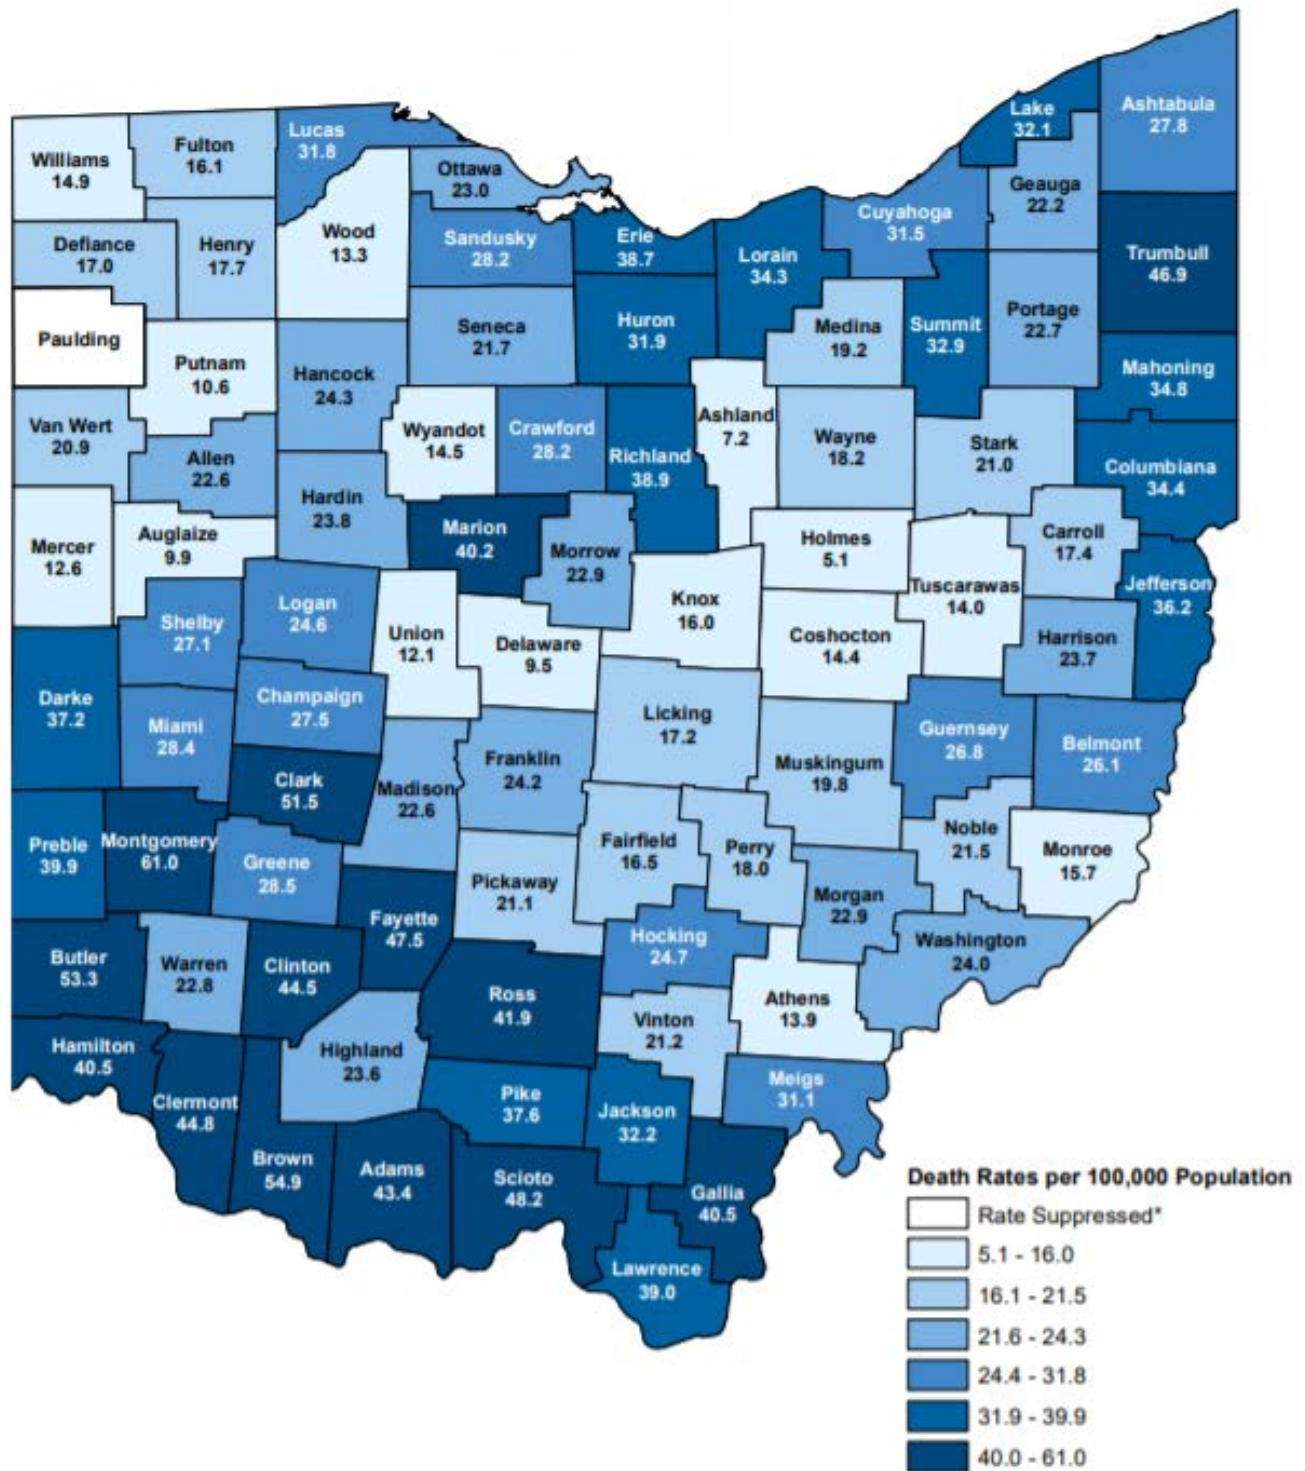 Lake
32.1
Ashtabula
27.8
Lucas
31.8
Fulton
16.1
Williams
14.9
Ottawa
23.0
Geauga
22.2
Cuyahoga
31.5
Wood
13.3
Defiance
17.0
Henry
17.7
Sandusky
28.2
Erie
38.7
Lorain
34.3
Trumbull
46.9
Paulding
Seneca
21.7
Huron
31.9
Medina
19.2
Summit
32.9
Portage
22.7
Putnam
10.6
Hancock
24.3
Mahoning
34.8
Van Wert
20.9
Allen
22.6
Wyandot
14.5
Crawford
28.2
Richland
38.9
Ashland
7.2
Wayne
18.2
Stark
21.0
Columbiana
34.4
Hardin
23.8
Mercer
12.6
Auglaize
9.9
Marion
40.2
Morrow
22.9
Holmes
5.1
Carroll
17.4
Tuscarawas
14.0
Jefferson
36.2
Shelby
27.1
Logan
24.6
Union
12.1
Delaware
9.5
Knox
16.0
Coshocton
14.4
Harrison
23.7
Darke
37.2
Miami
28.4
Champaign
27.5
Licking
17.2
Guernsey
26.8
Belmont
26.1
Clark
51.5
Madison
22.6
Franklin
24.2
Muskingum
19.8
Preble
39.9
Montgomery
61.0
Greene
28.5
Fairfield
16.5
Perry
18.0
Noble
21.5
Monroe
15.7
Pickaway
21.1
Morgan
22.9
Fayette
47.5
Hocking
24.7
Washington
24.0
Butler
53.3
Warren
22.8
Clinton
44.5
Ross
41.9
Athens
13.9
Vinton
21.2
Hamilton
40.5
Highland
23.6
Clermont
44.8
Pike
37.6
Jackson
32.2
Meigs
31.1
Brown
54.9
Adams
43.4
Scioto
48.2
Gallia
40.5
Lawrence
39.0
Death Rates per 100,000 Population
Rate Suppressed*
5.1 - 16.0
16.1 - 21.5
21.6 - 24.3
24.4 - 31.8
31.9 - 39.9
40.0 - 61.0